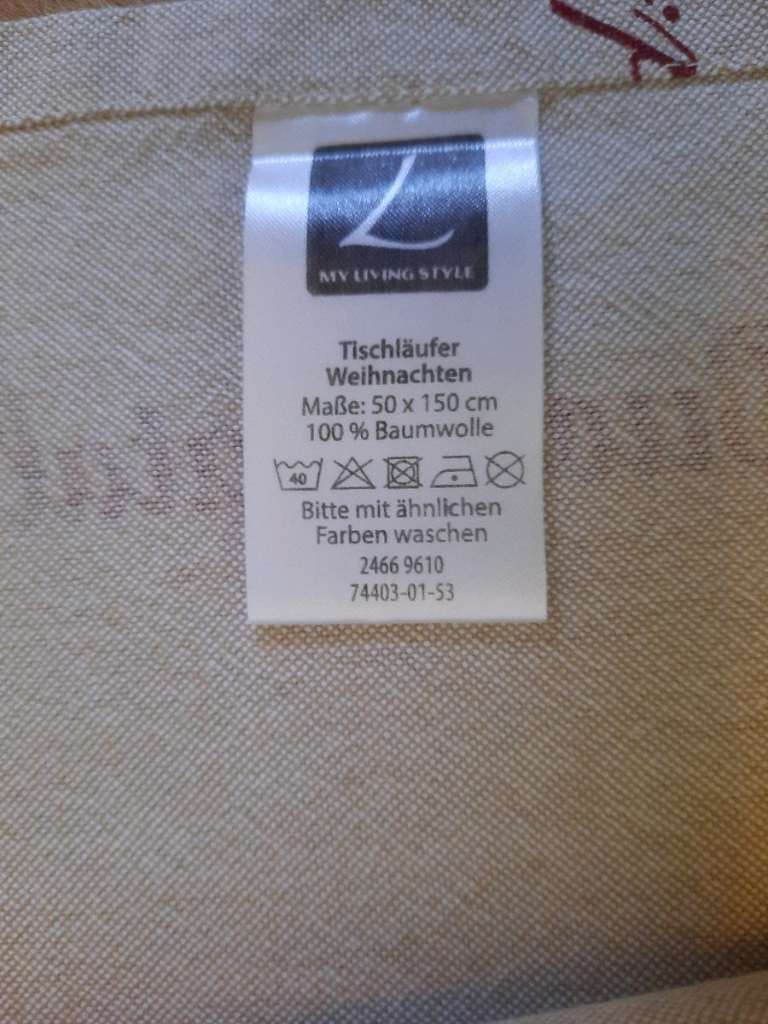 L
MY LIVING STYLE
Tischläufer
Weihnachten
Maße: 50 x 150 cm
100 % Baumwolle
40
Bitte mit ähnlichen
Farben waschen
2466 9610
74403-01-53